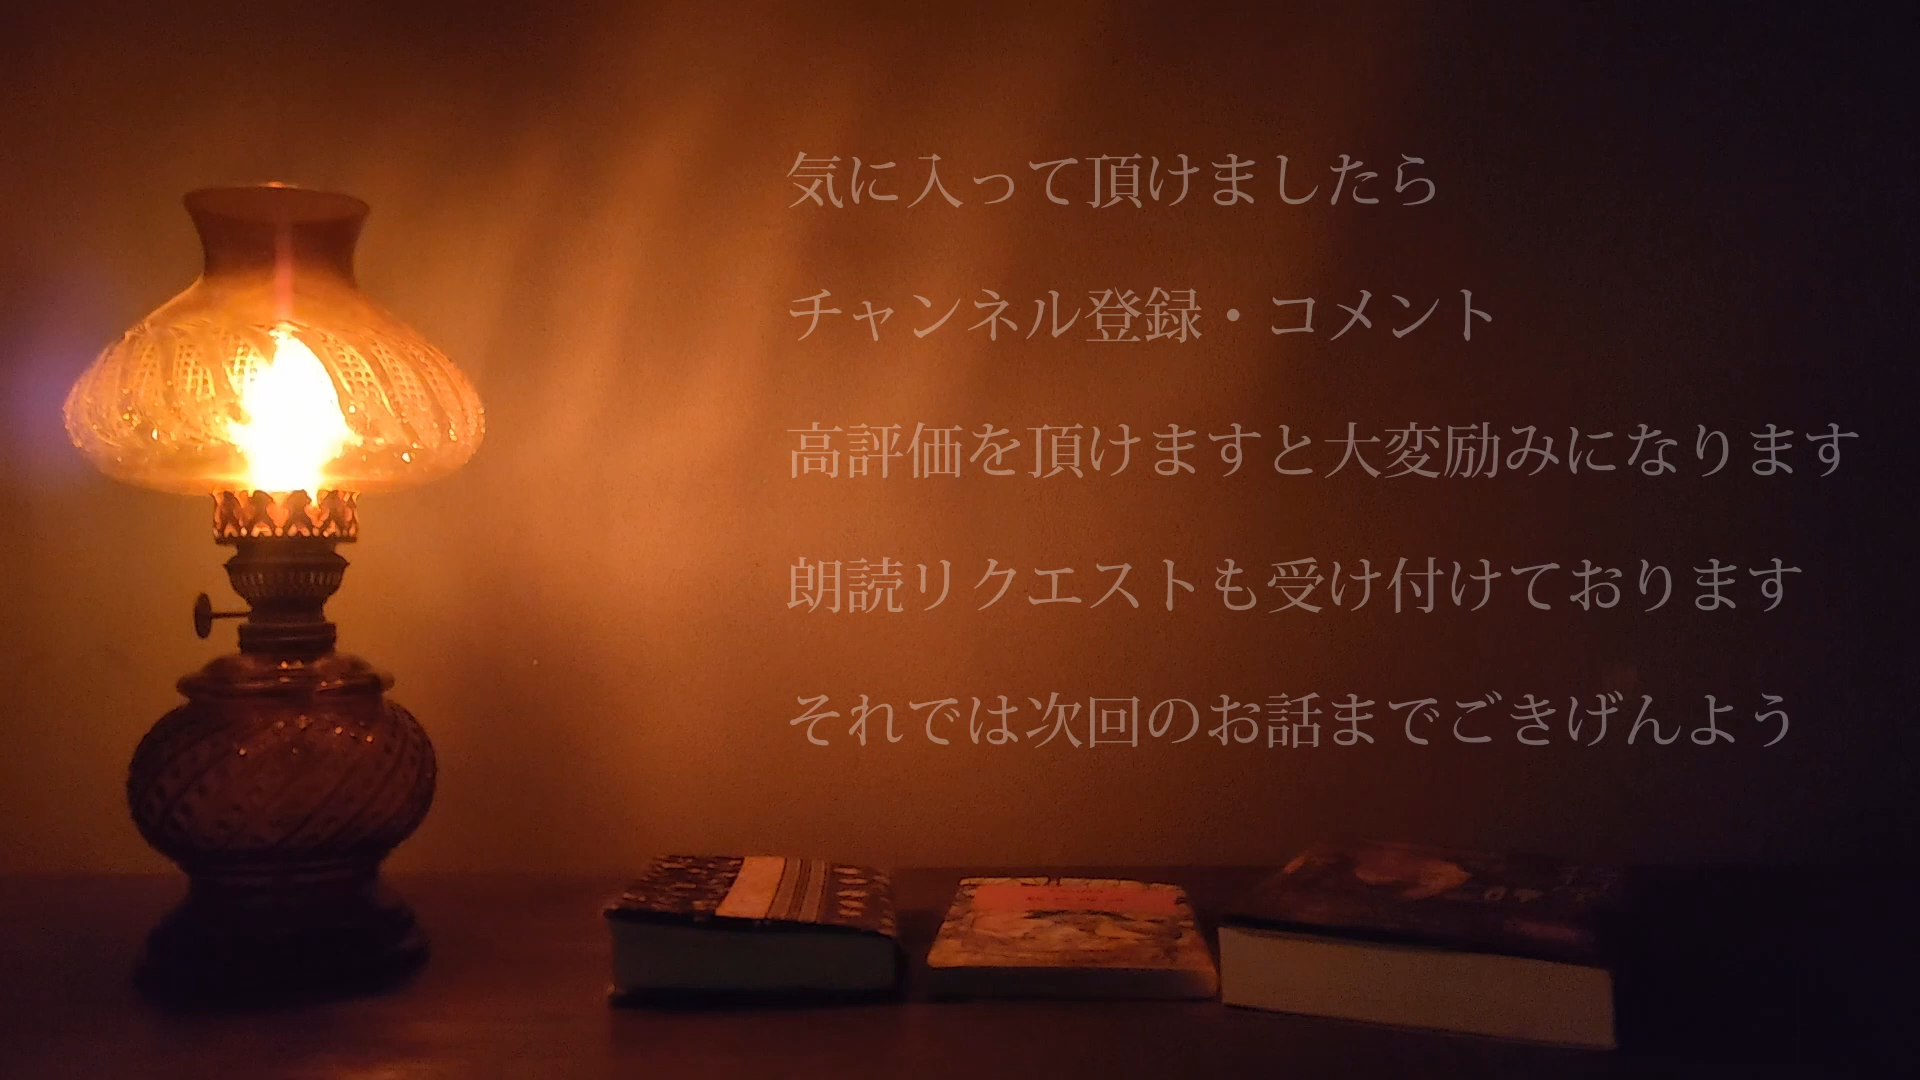 気に入って頂けましたら
チャンネル登録・コメント
高評価を頂けますと大変励みになります
朗読リクエストも受け付けております
それでは次回のお話までごきげんよう